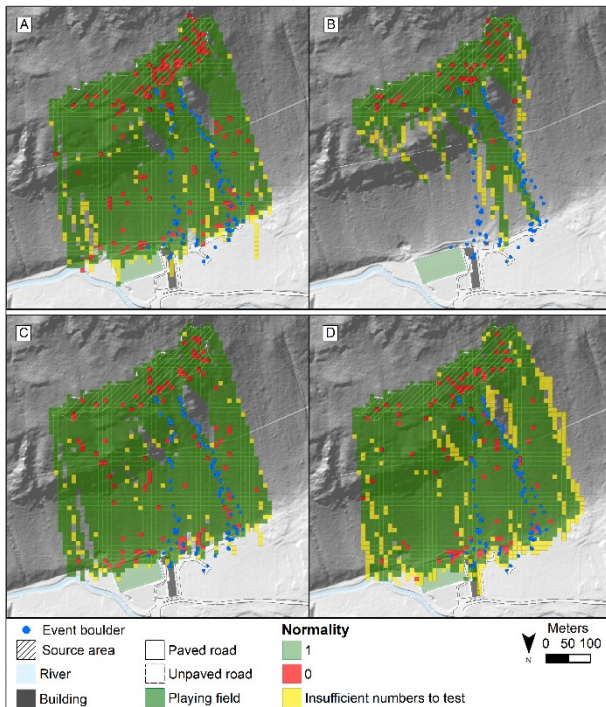 A
B
C
D
Event boulder
Source area
River
Building
Paved road
Unpaved road
Playing field
Normality
1
0
Insufficient numbers to test
N
Meters
0 50 100